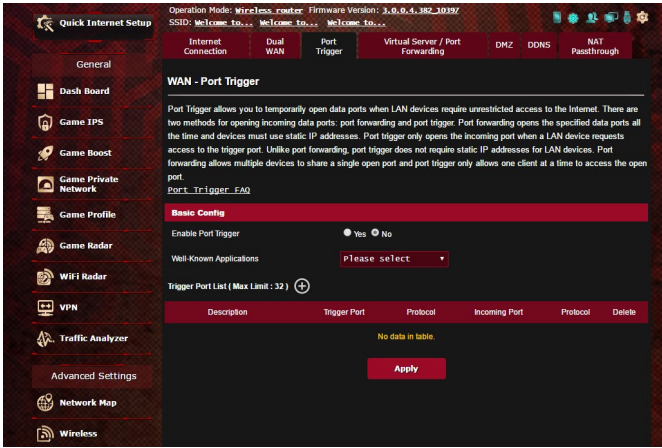 Quick Internet Setup
Operation Mode: Wireless router Firmware Version: 3.0.0.4.382_10397
SSID: Welcome to... Welcome to... Welcome to...
Internet Connection
Dual WAN
Port Trigger
Virtual Server / Port Forwarding
DMZ
DDNS
NAT Passthrough
General
Dash Board
Game IPS
Game Boost
Game Private Network
Game Profile
Game Radar
WiFi Radar
VPN
Traffic Analyzer
Advanced Settings
Network Map
Wireless
WAN - Port Trigger
Port Trigger allows you to temporarily open data ports when LAN devices require unrestricted access to the Internet. There are
two methods for opening incoming data ports: port forwarding and port trigger. Port forwarding opens the specified data ports all
the time and devices must use static IP addresses. Port trigger only opens the incoming port when a LAN device requests
access to the trigger port. Unlike port forwarding, port trigger does not require static IP addresses for LAN devices. Port
forwarding allows multiple devices to share a single open port and port trigger only allows one client at a time to access the open
port.
Port Trigger FAQ
Basic Config
Enable Port Trigger Yes No
Well-Known Applications Please select
Trigger Port List ( Max Limit : 32 )
Description Trigger Port Protocol Incoming Port Protocol Delete
No data in table.
Apply